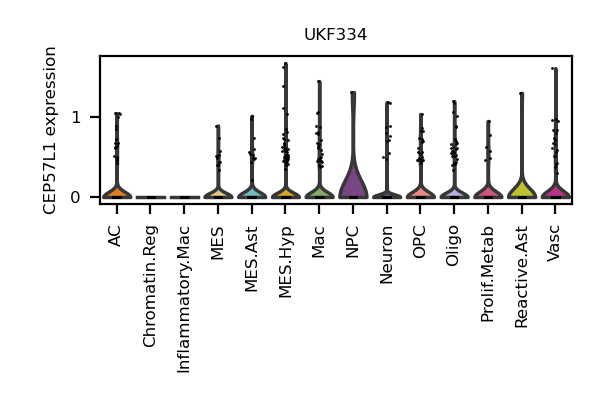 UKF334
CEP57L1 expression
1
0
AC
Chromatin.Reg
Inflammatory.Mac
MES
MES.Ast
MES.Hyp
Mac
NPC
Neuron
OPC
Oligo
Prolif.Metab
Reactive.Ast
Vasc